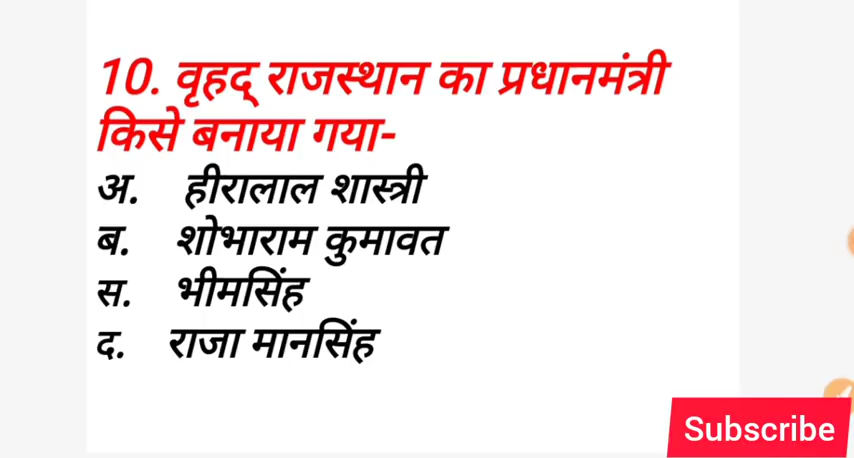 10. वृहद् राजस्थान का प्रधानमंत्री
किसे बनाया गया-
अ. हीरालाल शास्त्री
ब. शोभाराम कुमावत
स. भीमसिंह
द. राजा मानसिंह
Subscribe